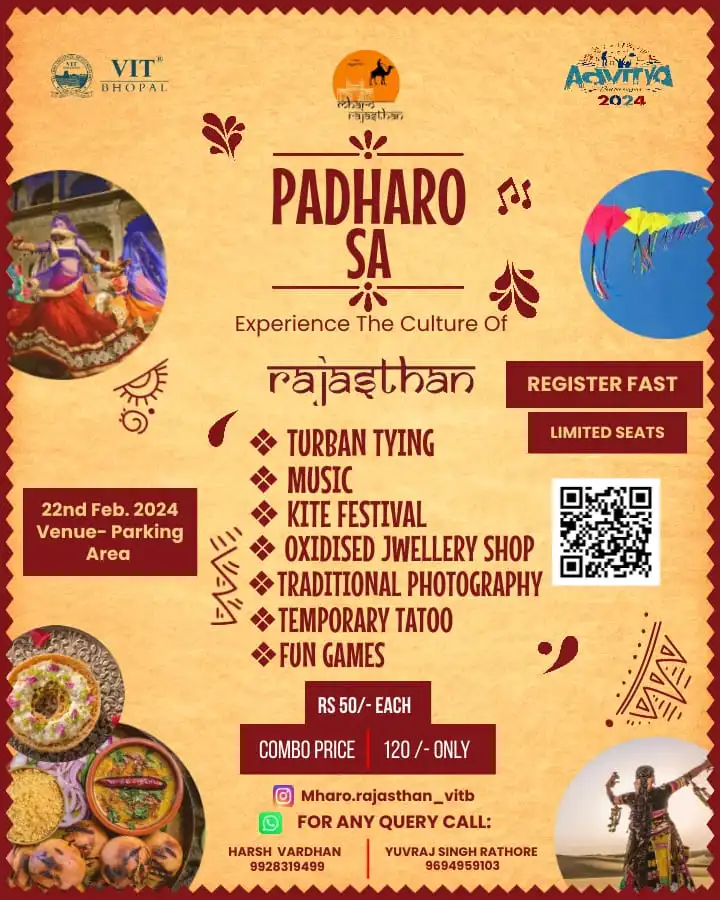 VIT®
BHOPAL
mharo
rajasthan
AdVITya
2024
PADHARO
SA
Experience The Culture Of
rajasthan
REGISTER FAST
LIMITED SEATS
❖ TURBAN TYING
❖ MUSIC
❖ KITE FESTIVAL
❖ OXIDISED JWELLERY SHOP
❖ TRADITIONAL PHOTOGRAPHY
❖ TEMPORARY TATOO
❖ FUN GAMES
22nd Feb. 2024
Venue- Parking
Area
RS 50/- EACH
COMBO PRICE | 120 /- ONLY
Mharo.rajasthan_vitb
FOR ANY QUERY CALL:
HARSH VARDHAN
9928319499
YUVRAJ SINGH RATHORE
9694959103